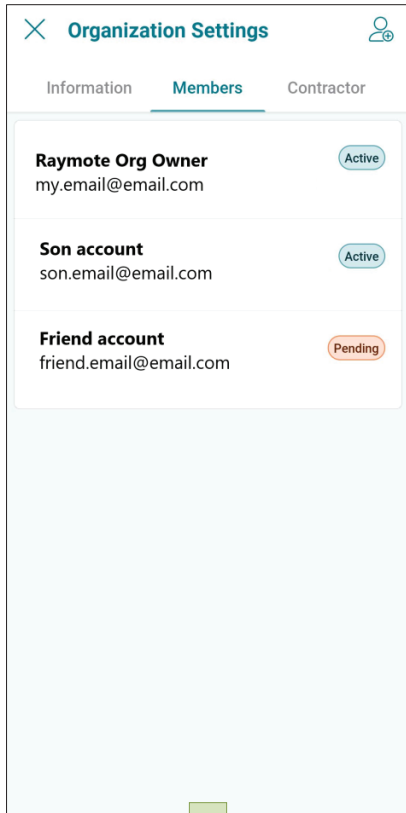 Organization Settings
Information Members Contractor
Raymote Org Owner Active
my.email@email.com
Son account Active
son.email@email.com
Friend account Pending
friend.email@email.com